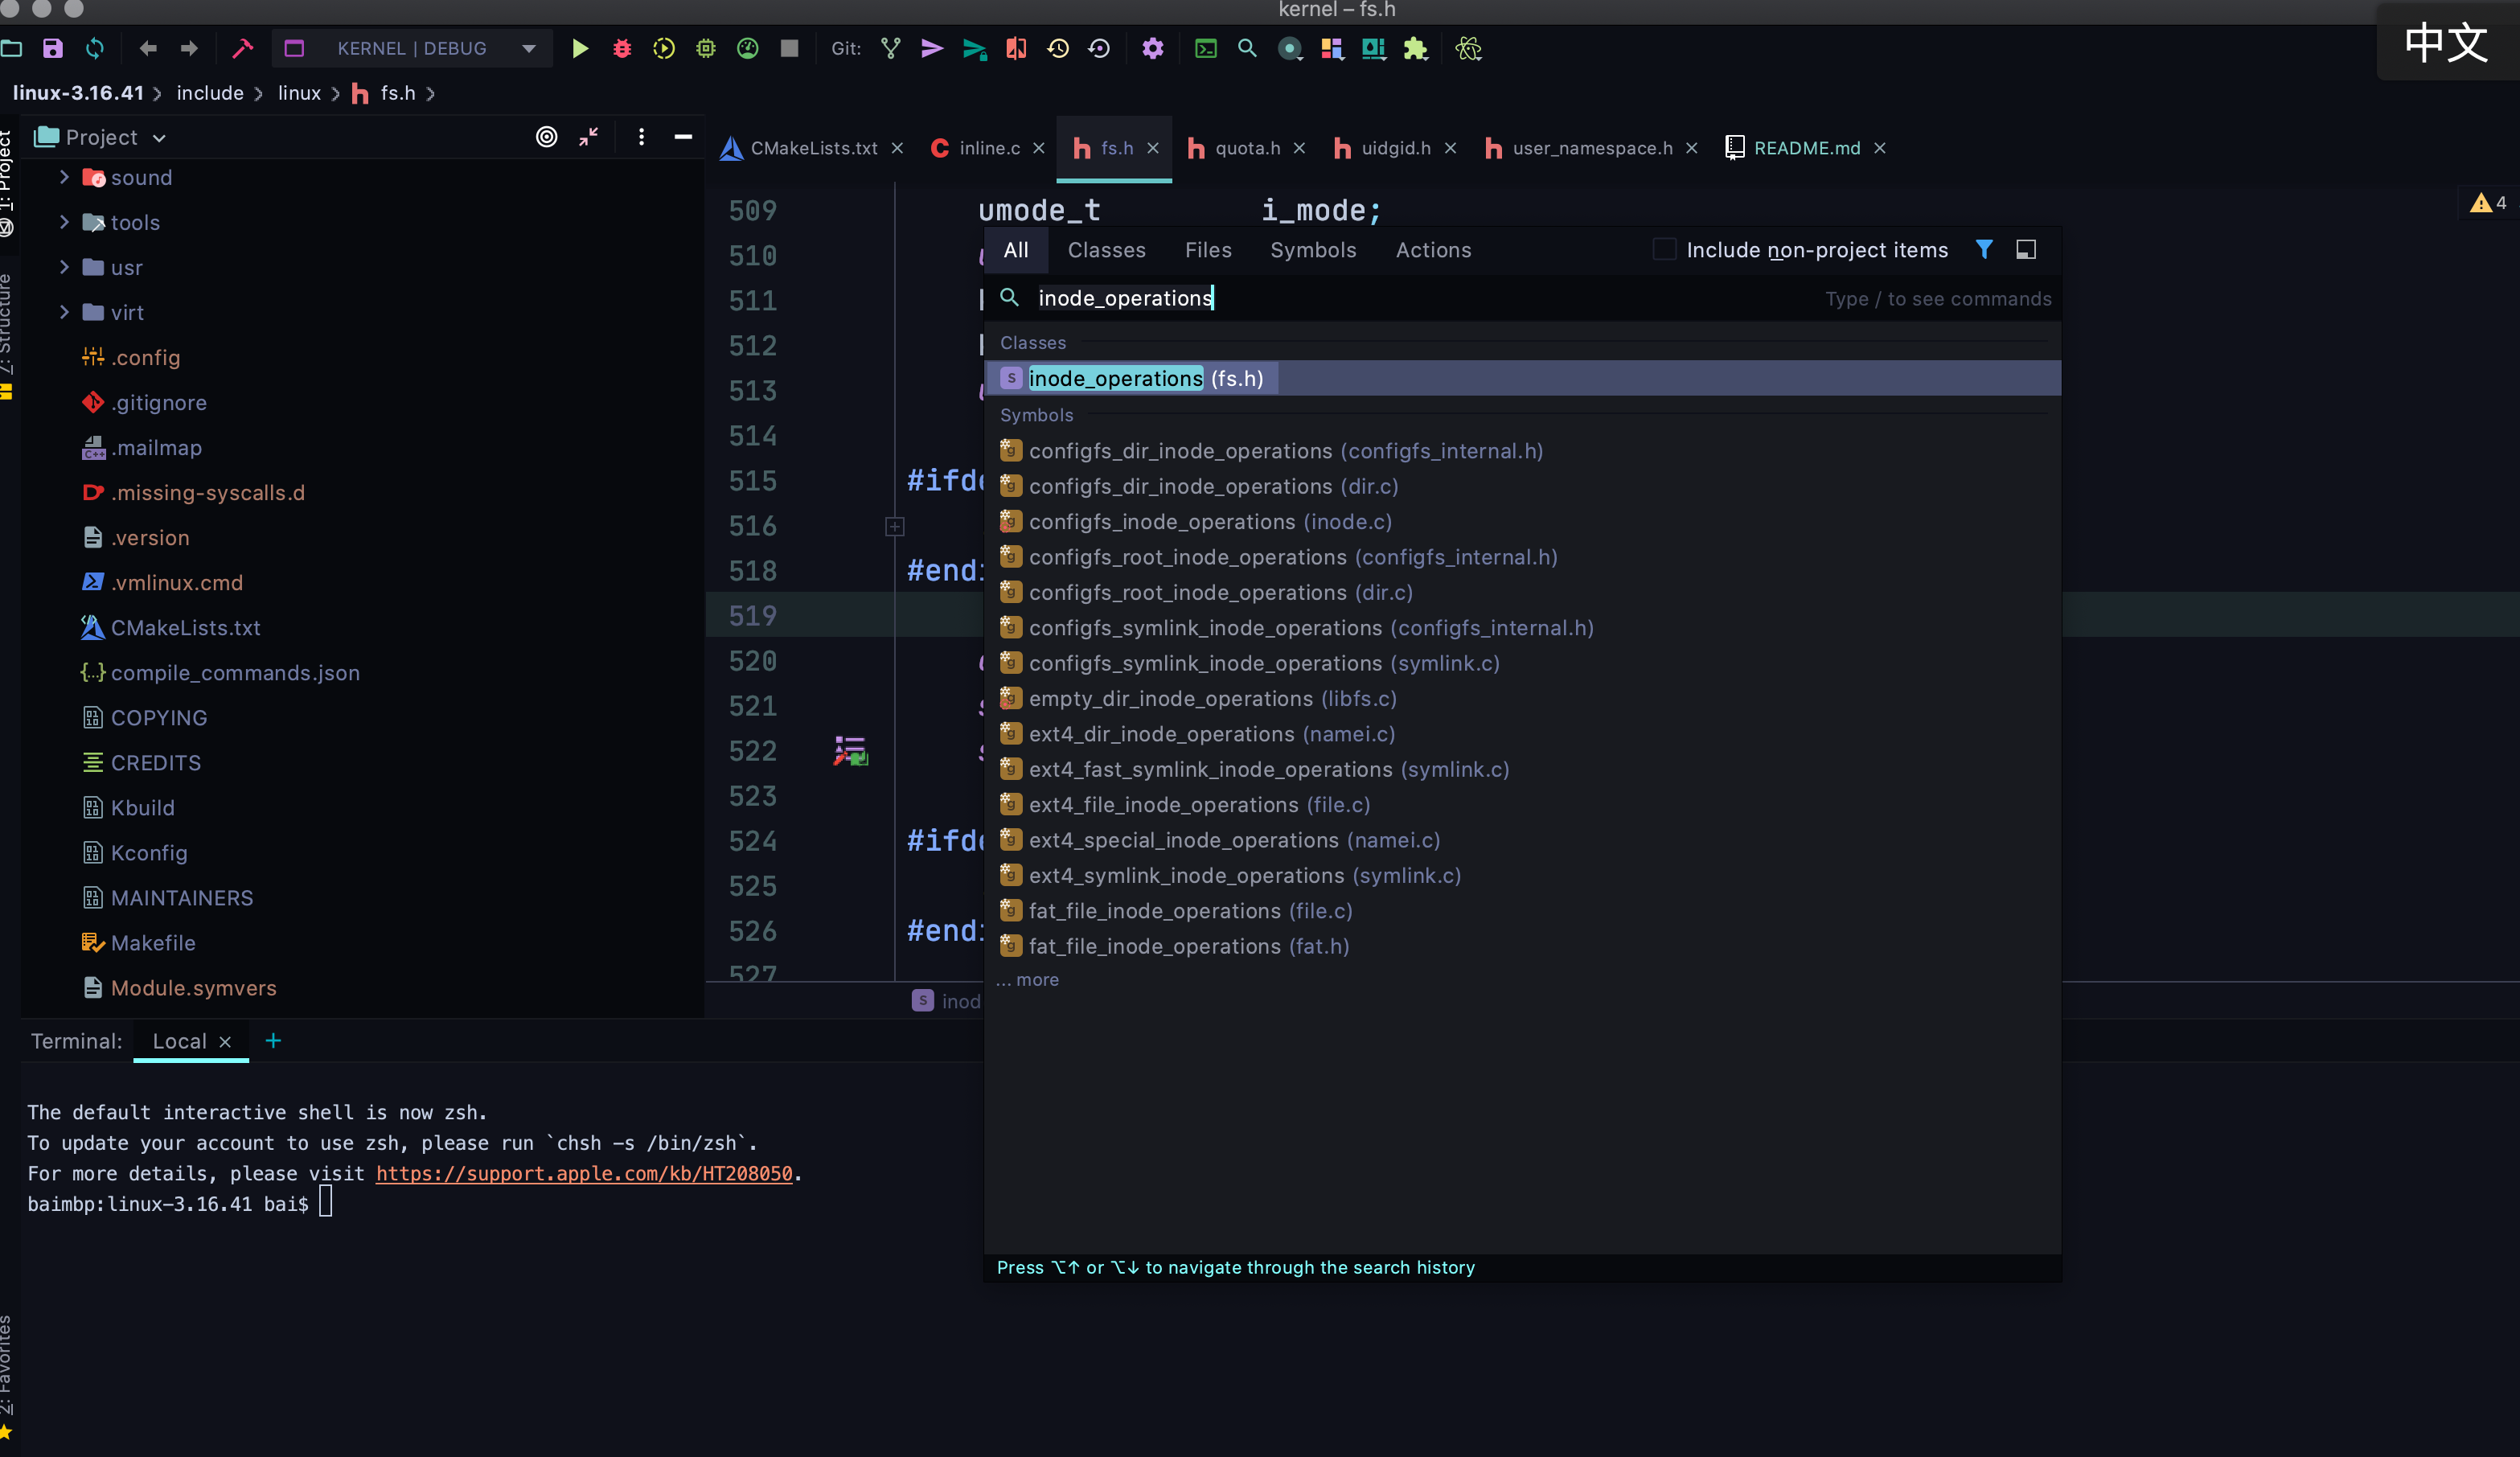 kernel – fs.h
中文
KERNEL | DEBUG
Git:
linux-3.16.41 include linux fs.h
1: Project
Project
CMakeLists.txt inline.c fs.h quota.h uidgid.h user_namespace.h README.md
sound
tools
usr
virt
.config
.gitignore
.mailmap
.missing-syscalls.d
.version
.vmlinux.cmd
CMakeLists.txt
compile_commands.json
COPYING
CREDITS
Kbuild
Kconfig
MAINTAINERS
Makefile
Module.symvers
7: Structure
2: Favorites
4
509 umode_t i_mode;
510
511
512
513
514
515 #ifde
516
518 #endi
519
520
521
522
523
524 #ifde
525
526 #endi
527
inod
All Classes Files Symbols Actions Include non-project items
inode_operations Type / to see commands
Classes
inode_operations (fs.h)
Symbols
configfs_dir_inode_operations (configfs_internal.h)
configfs_dir_inode_operations (dir.c)
configfs_inode_operations (inode.c)
configfs_root_inode_operations (configfs_internal.h)
configfs_root_inode_operations (dir.c)
configfs_symlink_inode_operations (configfs_internal.h)
configfs_symlink_inode_operations (symlink.c)
empty_dir_inode_operations (libfs.c)
ext4_dir_inode_operations (namei.c)
ext4_fast_symlink_inode_operations (symlink.c)
ext4_file_inode_operations (file.c)
ext4_special_inode_operations (namei.c)
ext4_symlink_inode_operations (symlink.c)
fat_file_inode_operations (file.c)
fat_file_inode_operations (fat.h)
... more
Press ⌥↑ or ⌥↓ to navigate through the search history
Terminal: Local +
The default interactive shell is now zsh.
To update your account to use zsh, please run `chsh -s /bin/zsh`.
For more details, please visit https://support.apple.com/kb/HT208050.
baimbp:linux-3.16.41 bai$